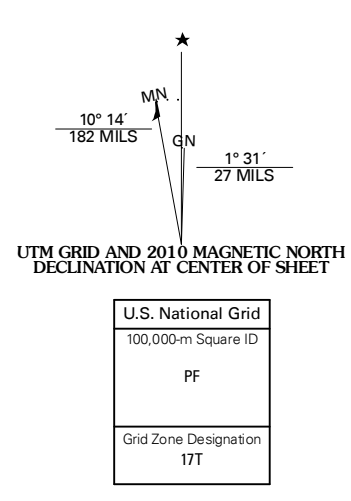 MN
10° 14´
182 MILS
GN
1° 31´
27 MILS
UTM GRID AND 2010 MAGNETIC NORTH
DECLINATION AT CENTER OF SHEET
U.S. National Grid
100,000-m Square ID
PF
Grid Zone Designation
17T